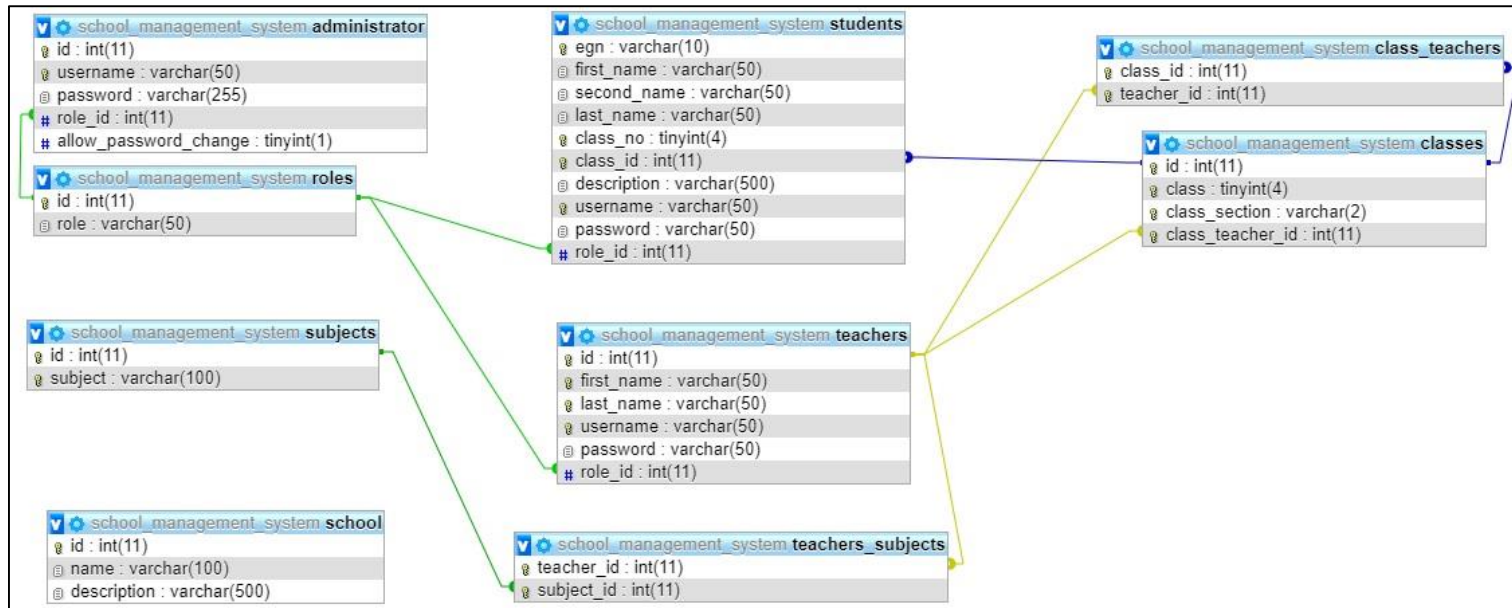 school_management_system administrator
id : int(11)
username : varchar(50)
password : varchar(255)
# role_id : int(11)
# allow_password_change : tinyint(1)
school_management_system roles
id : int(11)
role : varchar(50)
school_management_system subjects
id : int(11)
subject : varchar(100)
school_management_system school
id : int(11)
name : varchar(100)
description : varchar(500)
school_management_system students
egn : varchar(10)
first_name : varchar(50)
second_name : varchar(50)
last_name : varchar(50)
class_no : tinyint(4)
class_id : int(11)
description : varchar(500)
username : varchar(50)
password : varchar(50)
# role_id : int(11)
school_management_system teachers
id : int(11)
first_name : varchar(50)
last_name : varchar(50)
username : varchar(50)
password : varchar(50)
# role_id : int(11)
school_management_system teachers_subjects
teacher_id : int(11)
subject_id : int(11)
school_management_system class_teachers
class_id : int(11)
teacher_id : int(11)
school_management_system classes
id : int(11)
class : tinyint(4)
class_section : varchar(2)
class_teacher_id : int(11)